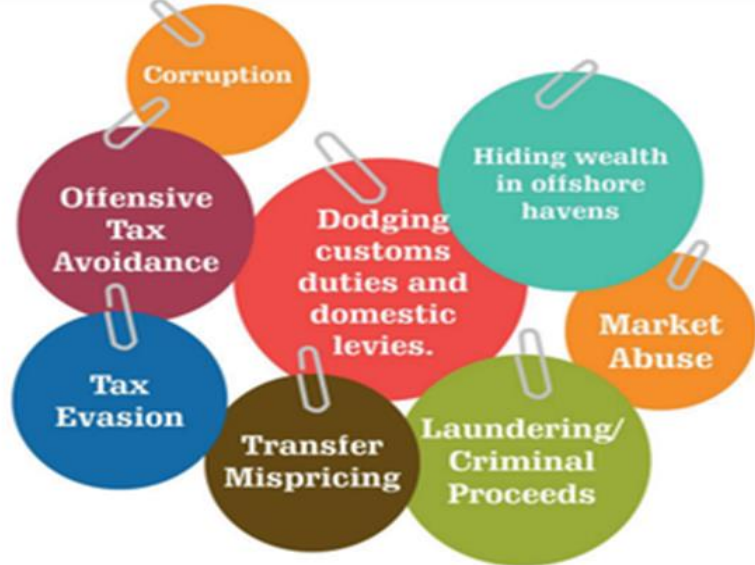 Corruption
Hiding wealth
in offshore
havens
Offensive
Tax
Avoidance
Dodging
customs
duties and
domestic
levies.
Market
Abuse
Tax
Evasion
Transfer
Mispricing
Laundering/
Criminal
Proceeds